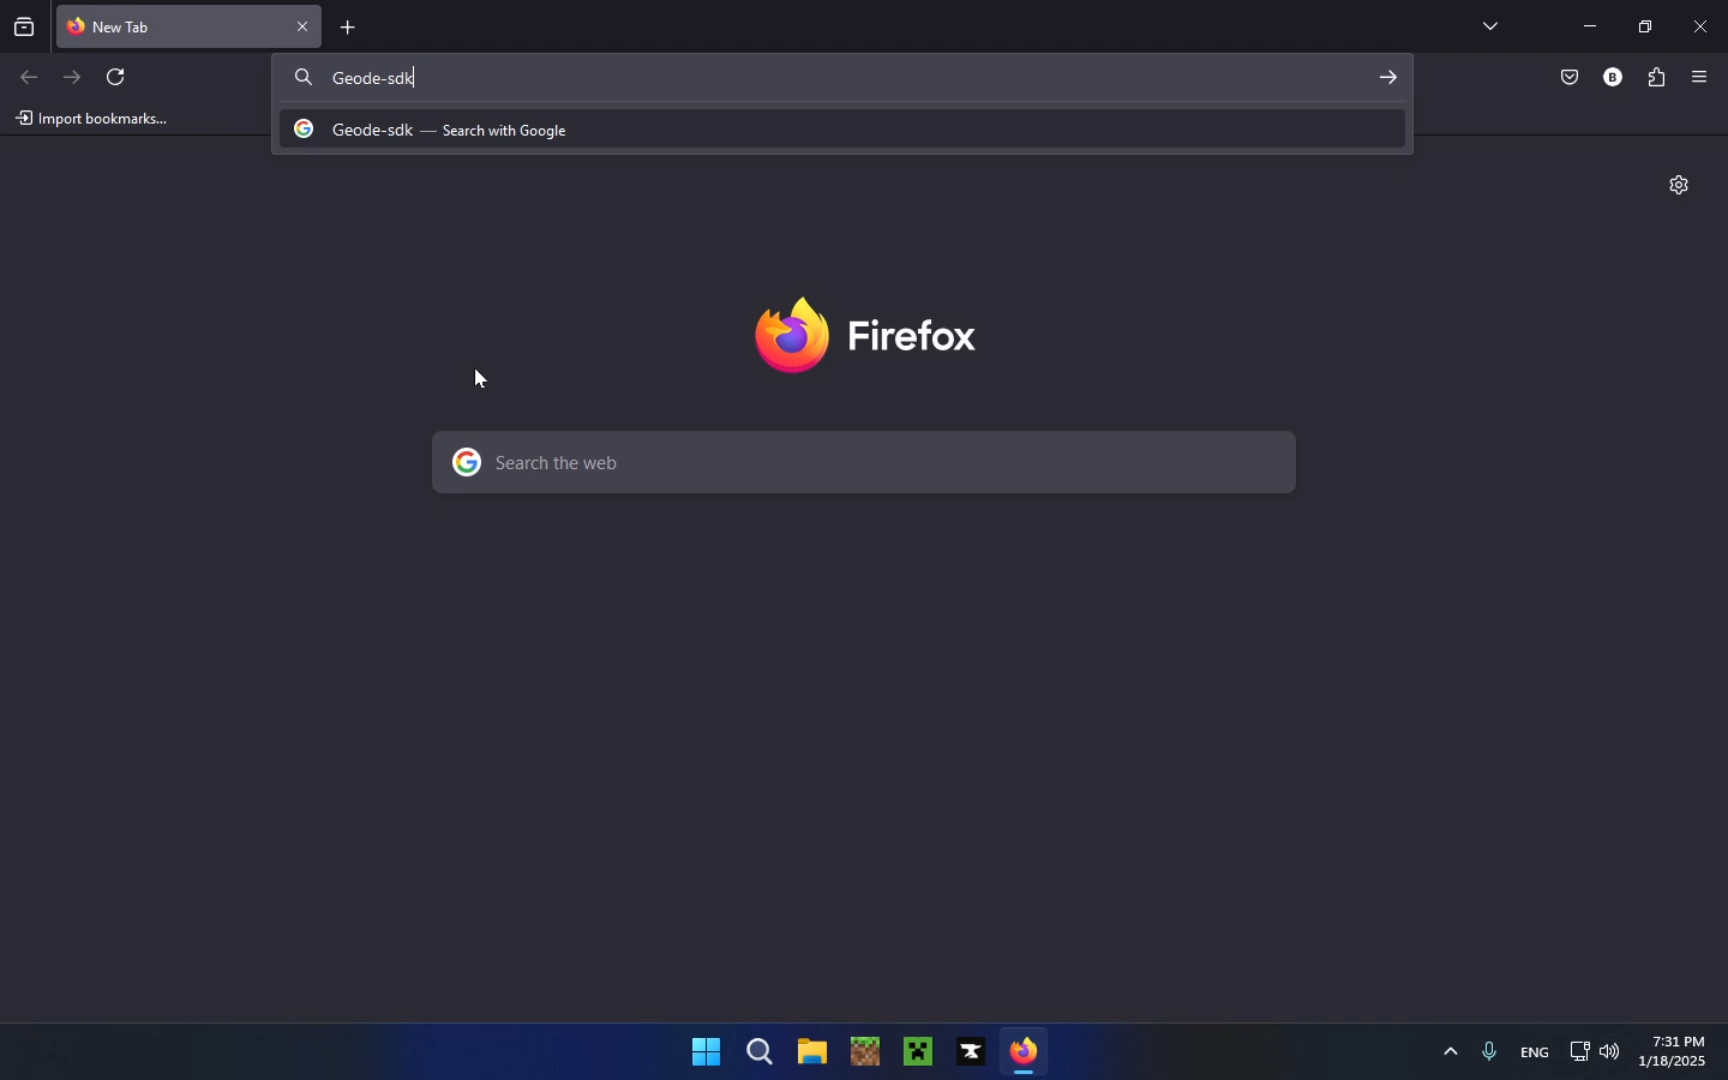 New Tab
Geode-sdk
B
Import bookmarks...
Geode-sdk — Search with Google
Firefox
Search the web
ENG
7:31 PM
1/18/2025